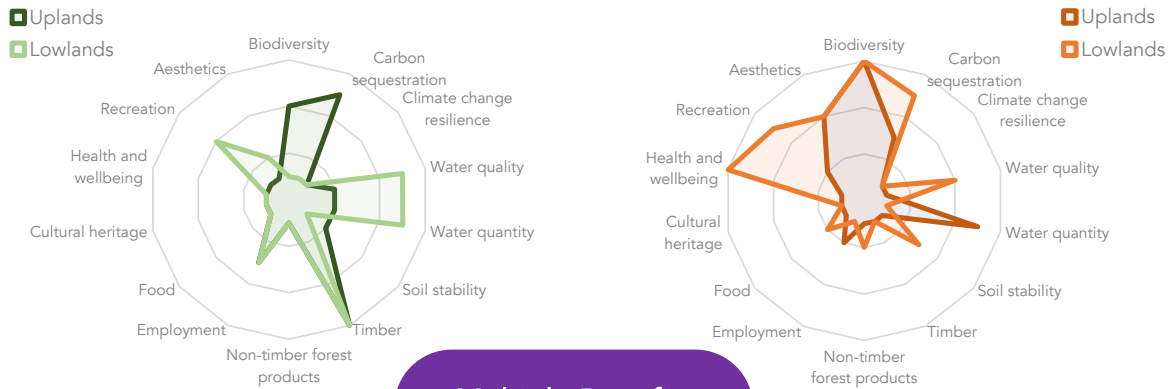 Uplands
Lowlands
Biodiversity
Carbon
sequestration
Climate change
resilience
Water quality
Water quantity
Soil stability
Timber
Non-timber forest
products
Employment
Food
Cultural heritage
Health and
wellbeing
Recreation
Aesthetics
Uplands
Lowlands
Biodiversity
Carbon
sequestration
Climate change
resilience
Water quality
Water quantity
Soil stability
Timber
Non-timber
forest products
Employment
Food
Cultural
heritage
Health and
wellbeing
Recreation
Aesthetics